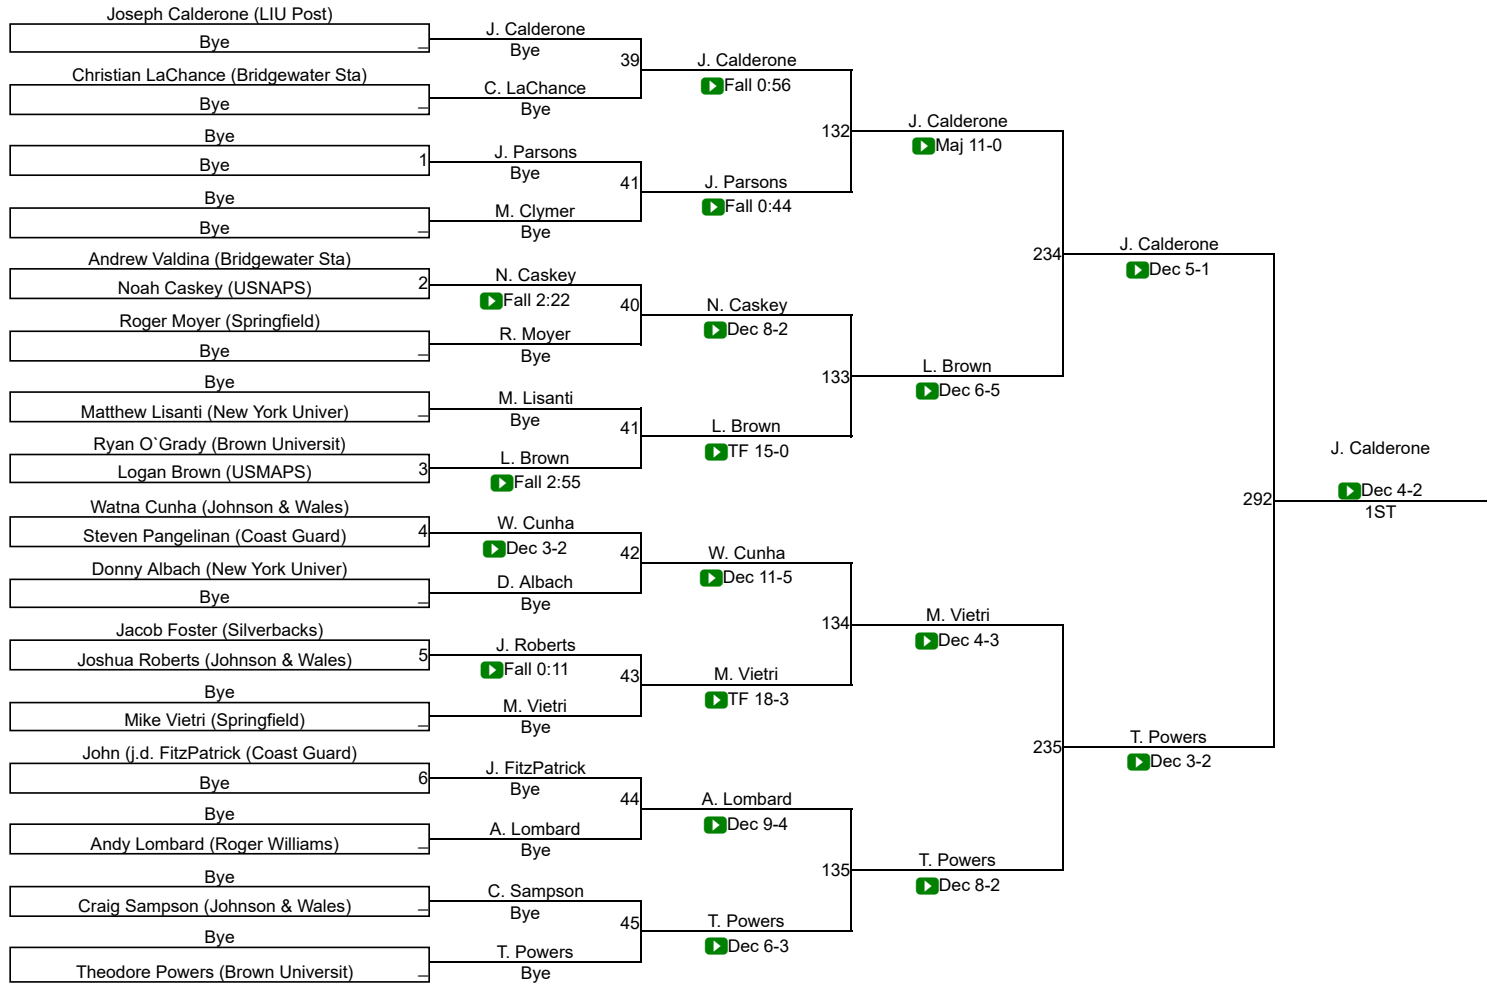 Joseph Calderone (LIU Post)
Bye _
Christian LaChance (Bridgewater Sta)
Bye _
Bye
Bye 1
Bye
Bye _
Andrew Valdina (Bridgewater Sta)
Noah Caskey (USNAPS) 2
Roger Moyer (Springfield)
Bye _
Bye
Matthew Lisanti (New York Univer) _
Ryan O`Grady (Brown Universit)
Logan Brown (USMAPS) 3
Watna Cunha (Johnson & Wales)
Steven Pangelinan (Coast Guard) 4
Donny Albach (New York Univer)
Bye _
Jacob Foster (Silverbacks)
Joshua Roberts (Johnson & Wales) 5
Bye
Mike Vietri (Springfield) _
John (j.d. FitzPatrick (Coast Guard)
Bye 6
Bye
Andy Lombard (Roger Williams) _
Bye
Craig Sampson (Johnson & Wales) _
Bye
Theodore Powers (Brown Universit) _
J. Calderone
Bye
39
C. LaChance
Bye
J. Parsons
Bye
41
M. Clymer
Bye
N. Caskey
Fall 2:22
40
R. Moyer
Bye
M. Lisanti
Bye
41
L. Brown
Fall 2:55
W. Cunha
Dec 3-2
42
D. Albach
Bye
J. Roberts
Fall 0:11
43
M. Vietri
Bye
J. FitzPatrick
Bye
44
A. Lombard
Bye
C. Sampson
Bye
45
T. Powers
Bye
J. Calderone
Fall 0:56
132
J. Parsons
Fall 0:44
N. Caskey
Dec 8-2
133
L. Brown
TF 15-0
W. Cunha
Dec 11-5
134
M. Vietri
TF 18-3
A. Lombard
Dec 9-4
135
T. Powers
Dec 6-3
J. Calderone
Maj 11-0
234
L. Brown
Dec 6-5
M. Vietri
Dec 4-3
235
T. Powers
Dec 8-2
J. Calderone
Dec 5-1
292
T. Powers
Dec 3-2
J. Calderone
Dec 4-2
1ST